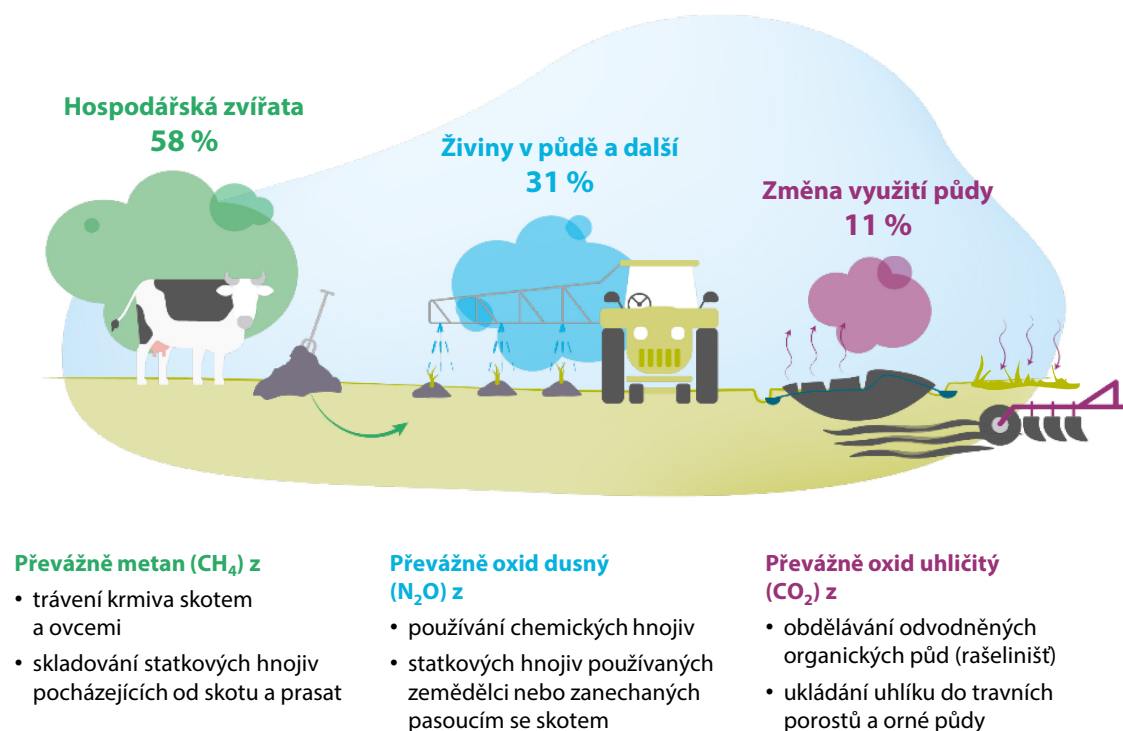 Hospodářská zvířata
58 %
Živiny v půdě a další
31 %
Změna využití půdy
11 %
Převážně metan (CH₄) z
• trávení krmiva skotem
a ovcemi
• skladování statkových hnojiv
pocházejících od skotu a prasat
Převážně oxid dusný
(N₂O) z
• používání chemických hnojiv
• statkových hnojiv používaných
zemědělci nebo zanechaných
pasoucím se skotem
Převážně oxid uhličitý
(CO₂) z
• obdělávání odvodněných
organických půd (rašelinišť)
• ukládání uhlíku do travních
porostů a orné půdy